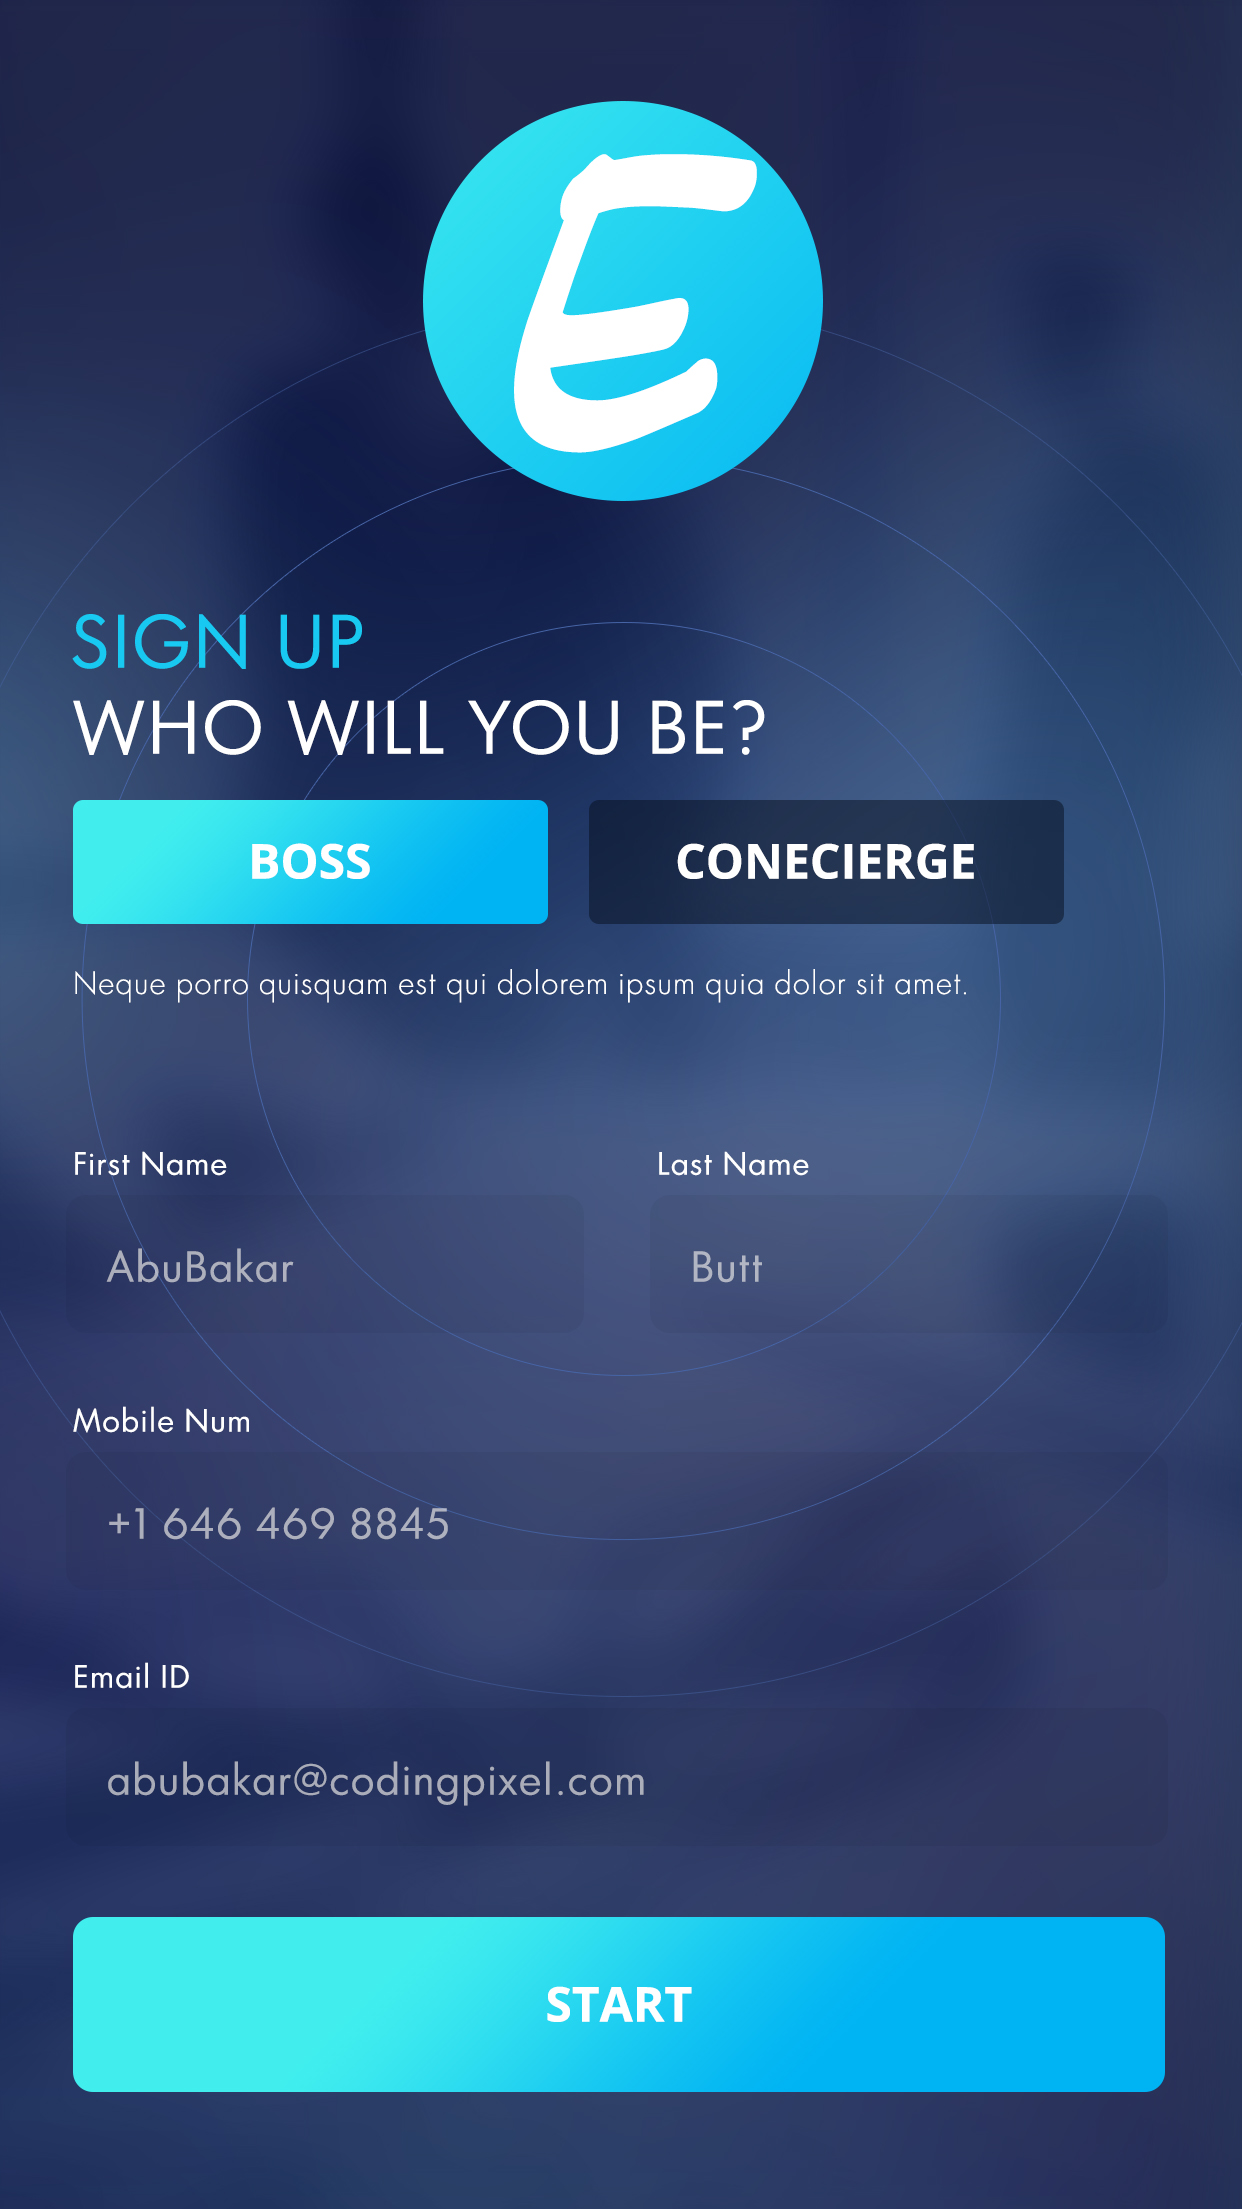 E
SIGN UP
WHO WILL YOU BE?
BOSS
CONECIERGE
Neque porro quisquam est qui dolorem ipsum quia dolor sit amet.
First Name
Last Name
AbuBakar
Butt
Mobile Num
+1 646 469 8845
Email ID
abubakar@codingpixel.com
START